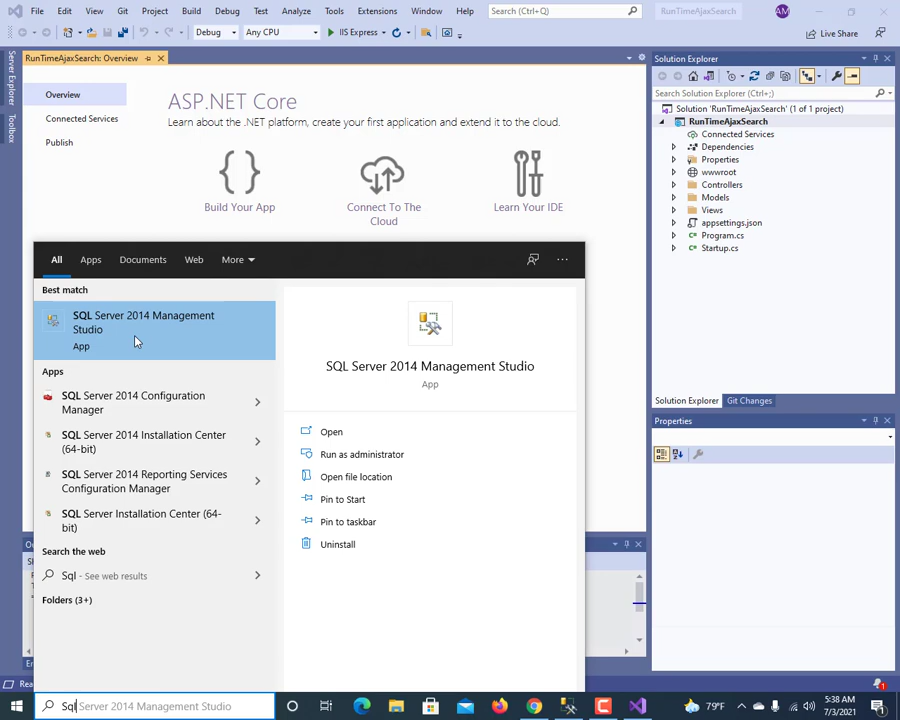 File Edit View Git Project Build Debug Test Analyze Tools Extensions Window Help Search (Ctrl+Q) RunTimeAjaxSearch AM
Debug Any CPU IIS Express Live Share
Server Explorer
Toolbox
RunTimeAjaxSearch: Overview
Overview
Connected Services
Publish
ASP.NET Core
Learn about the .NET platform, create your first application and extend it to the cloud.
Build Your App
Connect To The
Cloud
Learn Your IDE
Solution Explorer
Search Solution Explorer (Ctrl+;)
Solution 'RunTimeAjaxSearch' (1 of 1 project)
RunTimeAjaxSearch
Connected Services
Dependencies
Properties
wwwroot
Controllers
Models
Views
appsettings.json
Program.cs
Startup.cs
Solution Explorer Git Changes
Properties
All Apps Documents Web More
Best match
SQL Server 2014 Management
Studio
App
Apps
SQL Server 2014 Configuration
Manager
SQL Server 2014 Installation Center
(64-bit)
SQL Server 2014 Reporting Services
Configuration Manager
SQL Server Installation Center (64-
bit)
Search the web
Sql - See web results
Folders (3+)
SQL Server 2014 Management Studio
App
Open
Run as administrator
Open file location
Pin to Start
Pin to taskbar
Uninstall
Sql Server 2014 Management Studio
79°F
5:38 AM
7/3/2021